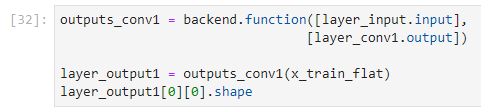 [32]: outputs_conv1 = backend.function([layer_input.input],
[layer_conv1.output])
layer_output1 = outputs_conv1(x_train_flat)
layer_output1[0][0].shape